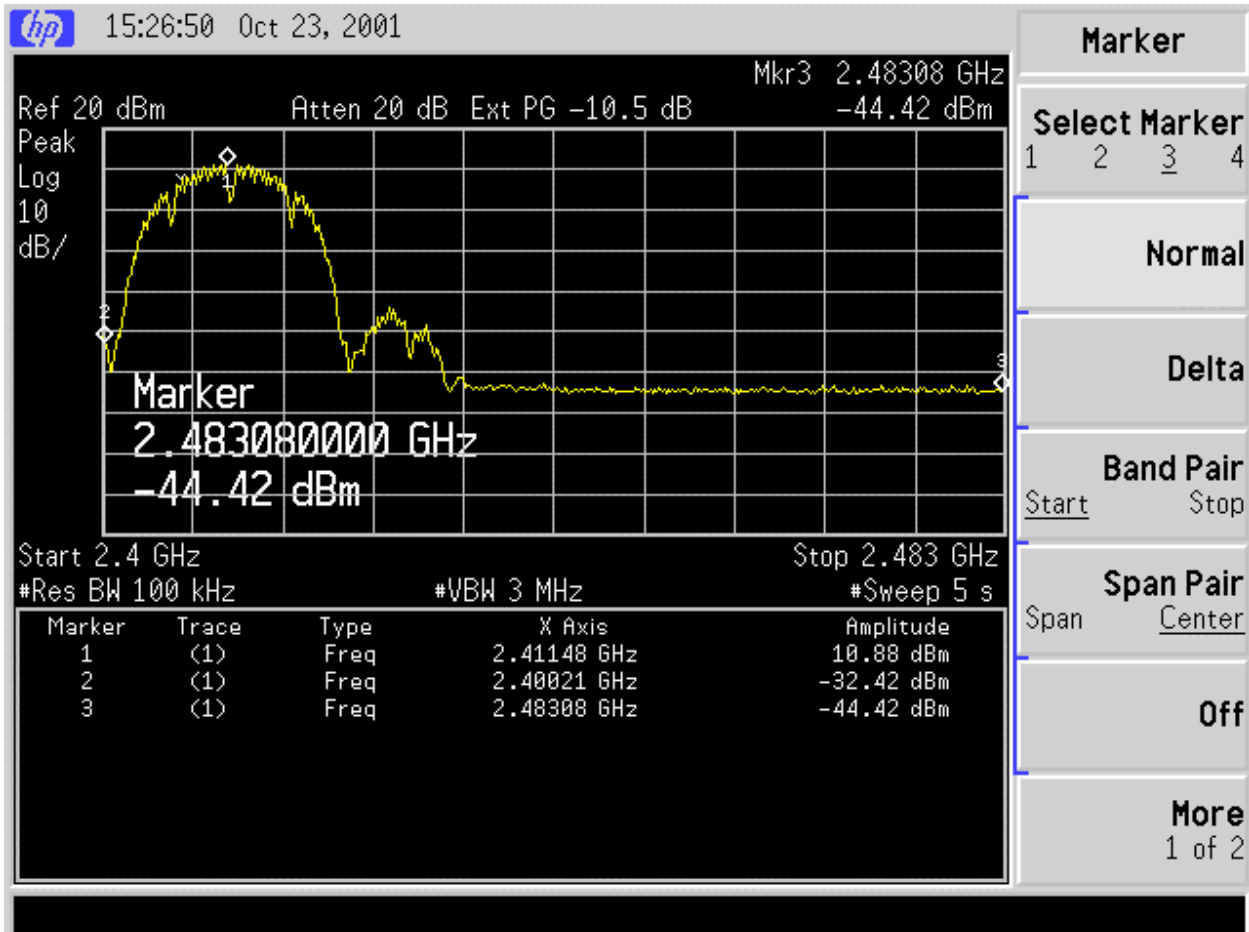 hp 15:26:50 Oct 23, 2001
Mkr3 2.48308 GHz
Ref 20 dBm Atten 20 dB Ext PG -10.5 dB -44.42 dBm
Peak
Log
10
dB/
1
2
3
Marker
2.483080000 GHz
-44.42 dBm
Start 2.4 GHz Stop 2.483 GHz
#Res BW 100 kHz #VBW 3 MHz #Sweep 5 s
Marker Trace Type X Axis Amplitude
1 (1) Freq 2.41148 GHz 10.88 dBm
2 (1) Freq 2.40021 GHz -32.42 dBm
3 (1) Freq 2.48308 GHz -44.42 dBm
Marker
Select Marker
1 2 3 4
Normal
Delta
Band Pair
Start Stop
Span Pair
Span Center
Off
More
1 of 2